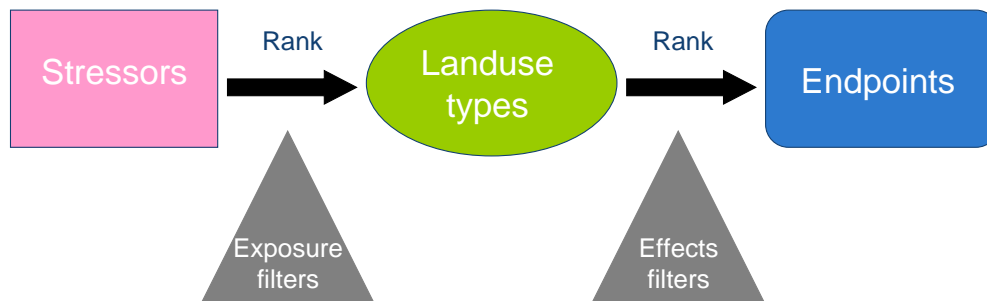 Rank
Rank
Stressors
Landuse
types
Endpoints
Exposure
filters
Effects
filters